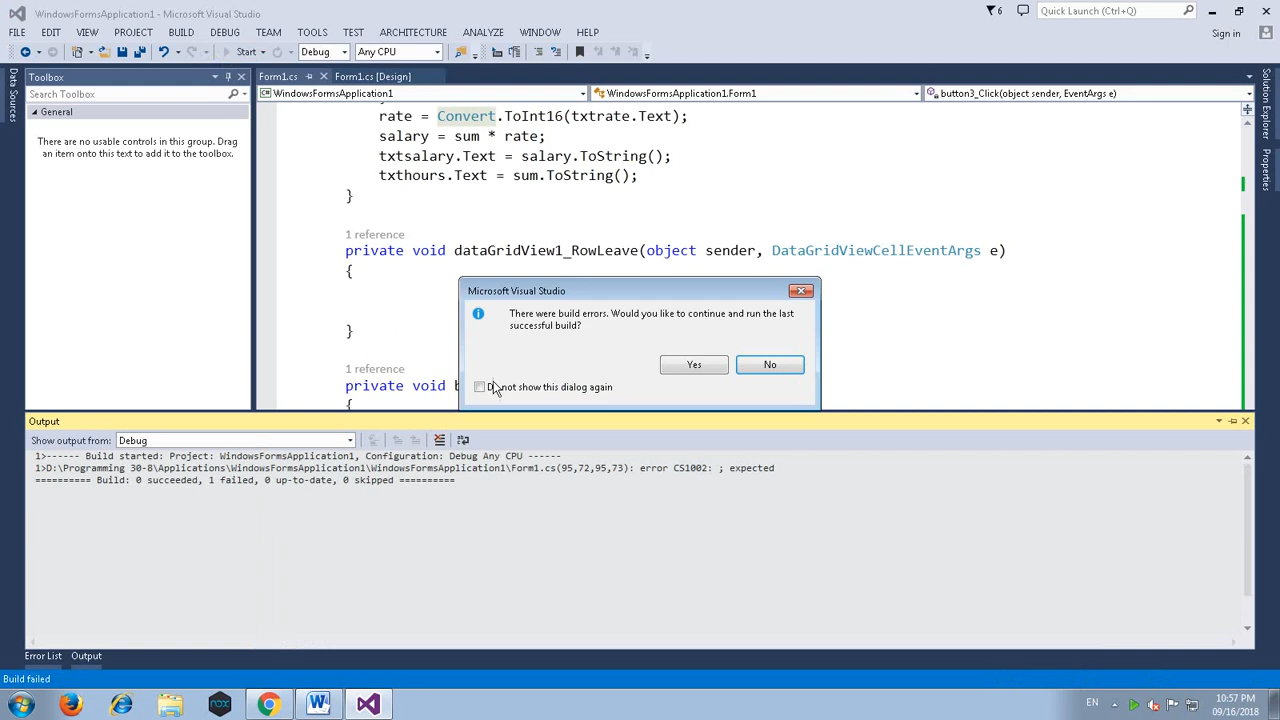 WindowsFormsApplication1 - Microsoft Visual Studio
6
Quick Launch (Ctrl+Q)
FILE EDIT VIEW PROJECT BUILD DEBUG TEAM TOOLS TEST ARCHITECTURE ANALYZE WINDOW HELP
Sign in
Start Debug Any CPU
Data Sources
Toolbox
Search Toolbox
General
There are no usable controls in this group. Drag
an item onto this text to add it to the toolbox.
Form1.cs
Form1.cs [Design]
WindowsFormsApplication1
WindowsFormsApplication1.Form1
button3_Click(object sender, EventArgs e)
rate = Convert.ToInt16(txtrate.Text);
salary = sum * rate;
txtsalary.Text = salary.ToString();
txthours.Text = sum.ToString();
}
1 reference
private void dataGridView1_RowLeave(object sender, DataGridViewCellEventArgs e)
{
}
1 reference
private void b
{
Solution Explorer
Properties
Microsoft Visual Studio
There were build errors. Would you like to continue and run the last
successful build?
Yes
No
Do not show this dialog again
Output
Show output from: Debug
1>------ Build started: Project: WindowsFormsApplication1, Configuration: Debug Any CPU ------
1>D:\Programming 30-8\Applications\WindowsFormsApplication1\WindowsFormsApplication1\Form1.cs(95,72,95,73): error CS1002: ; expected
========== Build: 0 succeeded, 1 failed, 0 up-to-date, 0 skipped ==========
Error List Output
Build failed
nox
EN
10:57 PM
09/16/2018